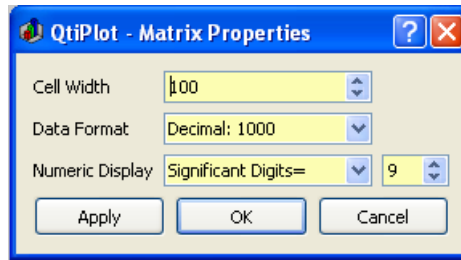 QtiPlot - Matrix Properties
Cell Width 100
Data Format Decimal: 1000
Numeric Display Significant Digits= 9
Apply OK Cancel